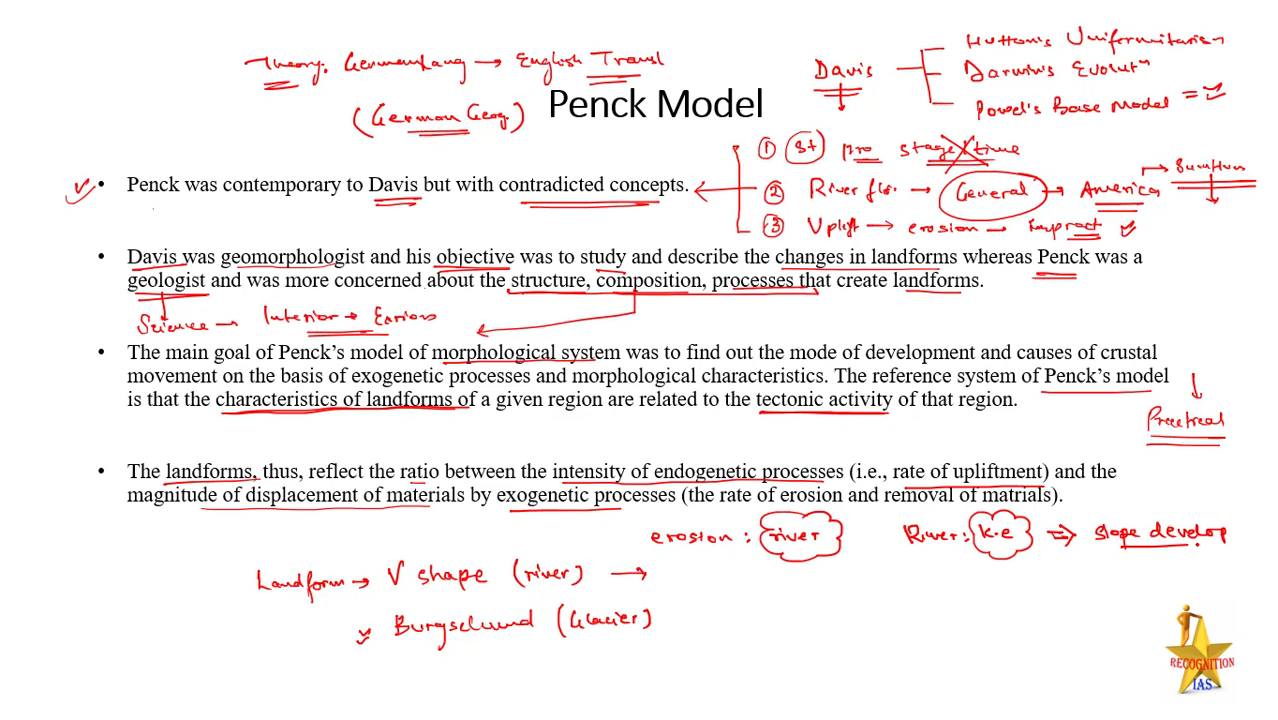 Theory: German Lang → English Transl
(German Geog.)
Davis
Hutton's Uniformitarian
Darwin's Evolutn
Powel's Base Model = ✓
Penck Model
① St Pro stage/time
② River → General → America →
③ Uplift → erosion → ✓
• Penck was contemporary to Davis but with contradicted concepts.
• Davis was geomorphologist and his objective was to study and describe the changes in landforms whereas Penck was a
geologist and was more concerned about the structure, composition, processes that create landforms.
Science → Interior →
• The main goal of Penck's model of morphological system was to find out the mode of development and causes of crustal
movement on the basis of exogenetic processes and morphological characteristics. The reference system of Penck's model
is that the characteristics of landforms of a given region are related to the tectonic activity of that region.
• The landforms, thus, reflect the ratio between the intensity of endogenetic processes (i.e., rate of upliftment) and the
magnitude of displacement of materials by exogenetic processes (the rate of erosion and removal of matrials).
erosion : river
River : k.e ⇒ slope develop
Landform → V shape (river) →
(Glacier)
RECOGNITION
IAS